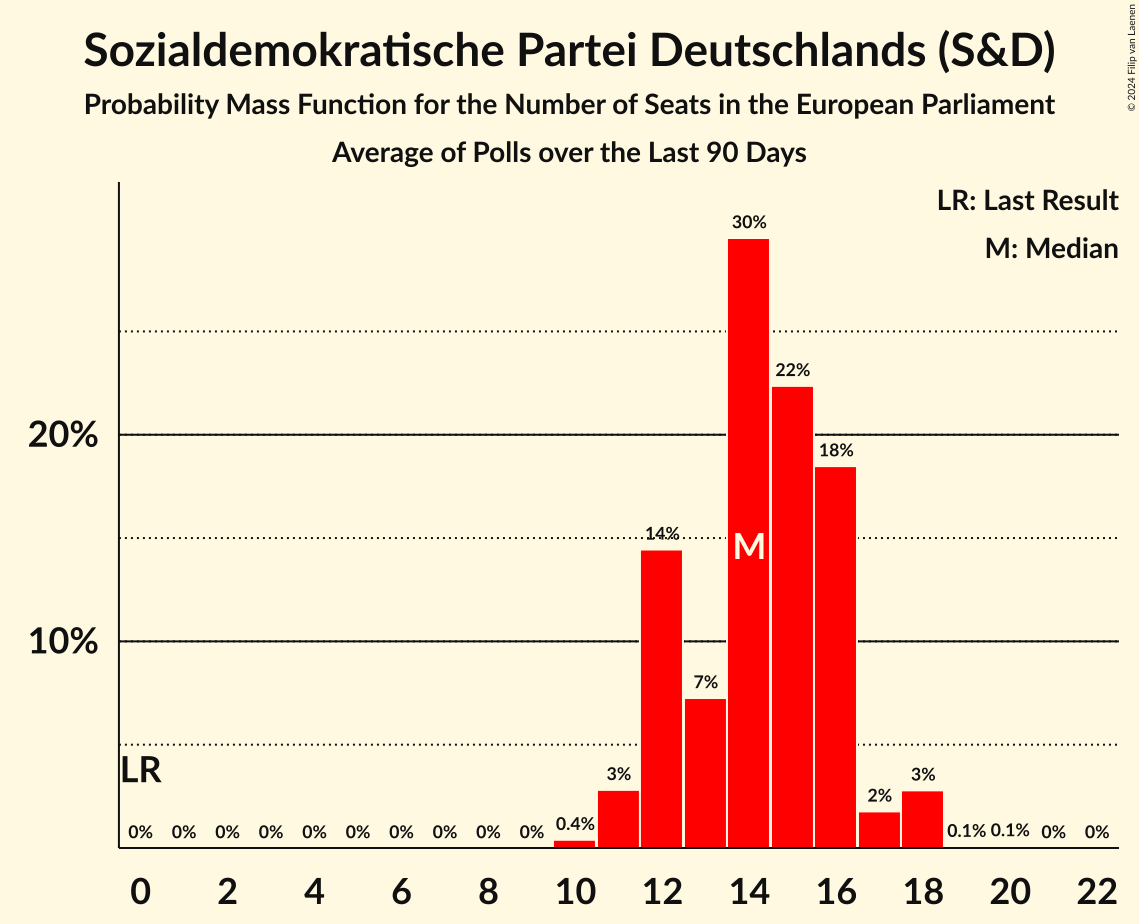 Sozialdemokratische Partei Deutschlands (S&D)
Probability Mass Function for the Number of Seats in the European Parliament
Average of Polls over the Last 90 Days
© 2024 Filip van Laenen
LR: Last Result
M: Median
30%
22%
20%
18%
14%
M
10%
7%
LR
3%
3%
2%
0% 0% 0% 0% 0% 0% 0% 0% 0% 0% 0.4% 0.1% 0.1% 0% 0%
0 2 4 6 8 10 12 14 16 18 20 22